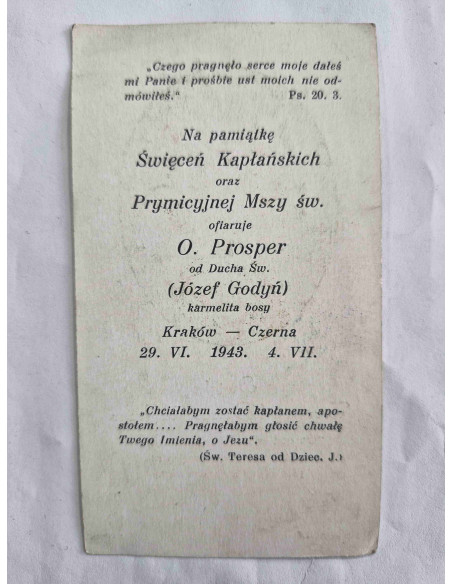 „Czego pragnęło serce moje dałeś
mi Panie i prośbie ust moich nie od-
mówiłeś.“ Ps. 20. 3.
Na pamiątkę
Święceń Kapłańskich
oraz
Prymicyjnej Mszy św.
ofiaruje
O. Prosper
od Ducha Św.
(Józef Godyń)
karmelita bosy
Kraków — Czerna
29. VI. 1943. 4. VII.
„Chciałabym zostać kapłanem, apo-
stołem.... Pragnęłabym głosić chwałę
Twego Imienia, o Jezu“.
(Św. Teresa od Dziec. J.)